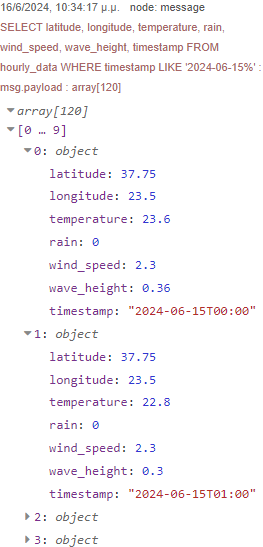 16/6/2024, 10:34:17 μ.μ. node: message
SELECT latitude, longitude, temperature, rain,
wind_speed, wave_height, timestamp FROM
hourly_data WHERE timestamp LIKE '2024-06-15%' :
msg.payload : array[120]
array[120]
[0 … 9]
0: object
latitude: 37.75
longitude: 23.5
temperature: 23.6
rain: 0
wind_speed: 2.3
wave_height: 0.36
timestamp: "2024-06-15T00:00"
1: object
latitude: 37.75
longitude: 23.5
temperature: 22.8
rain: 0
wind_speed: 2.3
wave_height: 0.3
timestamp: "2024-06-15T01:00"
2: object
3: object